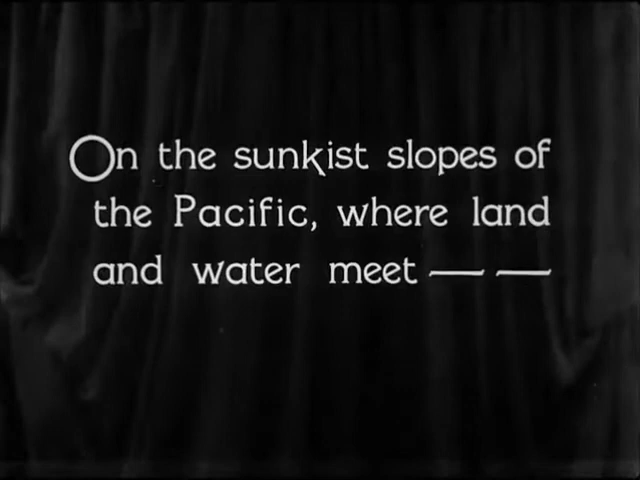 On the sunkist slopes of
the Pacific, where land
and water meet — —